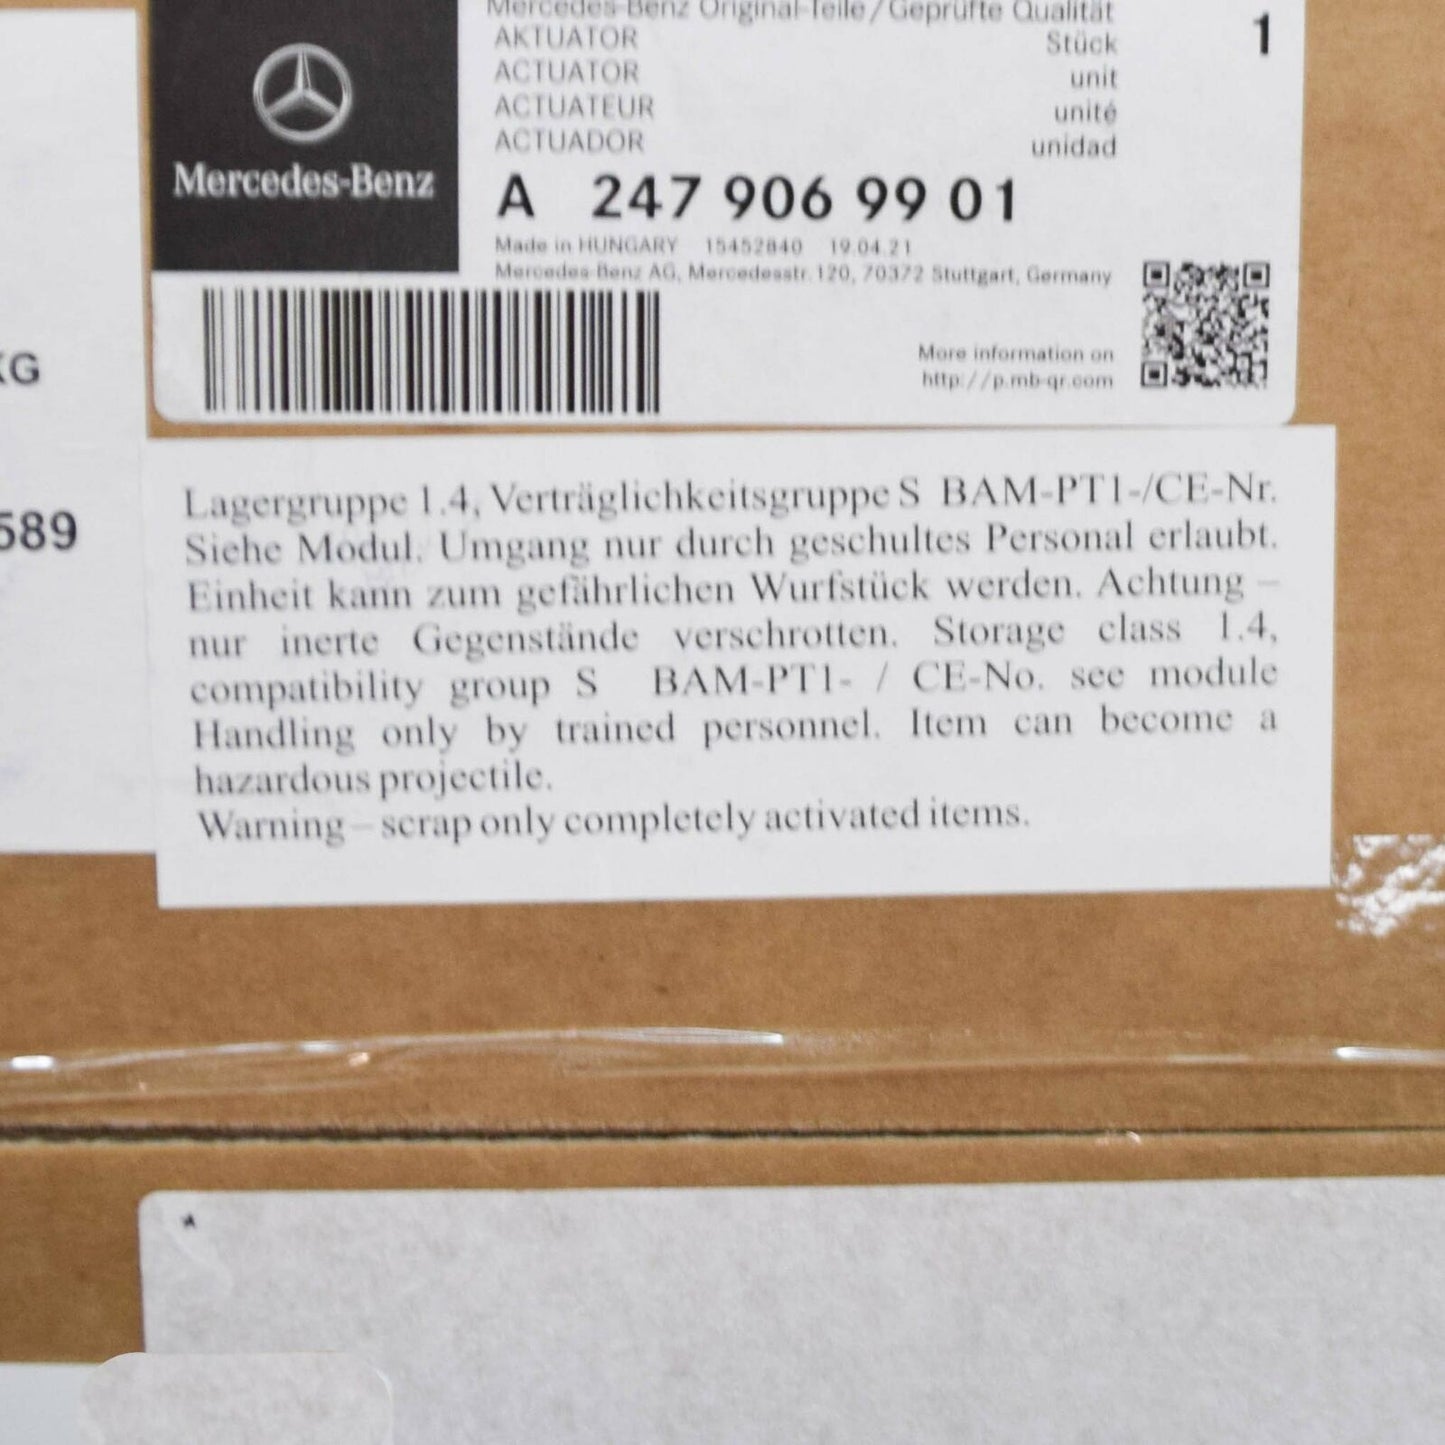 Mercedes-Benz Original-Teile/Geprüfte Qualität
AKTUATOR Stück 1
ACTUATOR unit
ACTUATEUR unité
ACTUADOR unidad
Mercedes-Benz
A 247 906 99 01
Made in HUNGARY 15452840 19.04.21
Mercedes-Benz AG, Mercedesstr. 120, 70372 Stuttgart, Germany
More information on
http://p.mb-qr.com
KG
589
Lagergruppe 1.4, Verträglichkeitsgruppe S BAM-PT1-/CE-Nr.
Siehe Modul. Umgang nur durch geschultes Personal erlaubt.
Einheit kann zum gefährlichen Wurfstück werden. Achtung –
nur inerte Gegenstände verschrotten. Storage class 1.4,
compatibility group S BAM-PT1- / CE-No. see module
Handling only by trained personnel. Item can become a
hazardous projectile.
Warning – scrap only completely activated items.